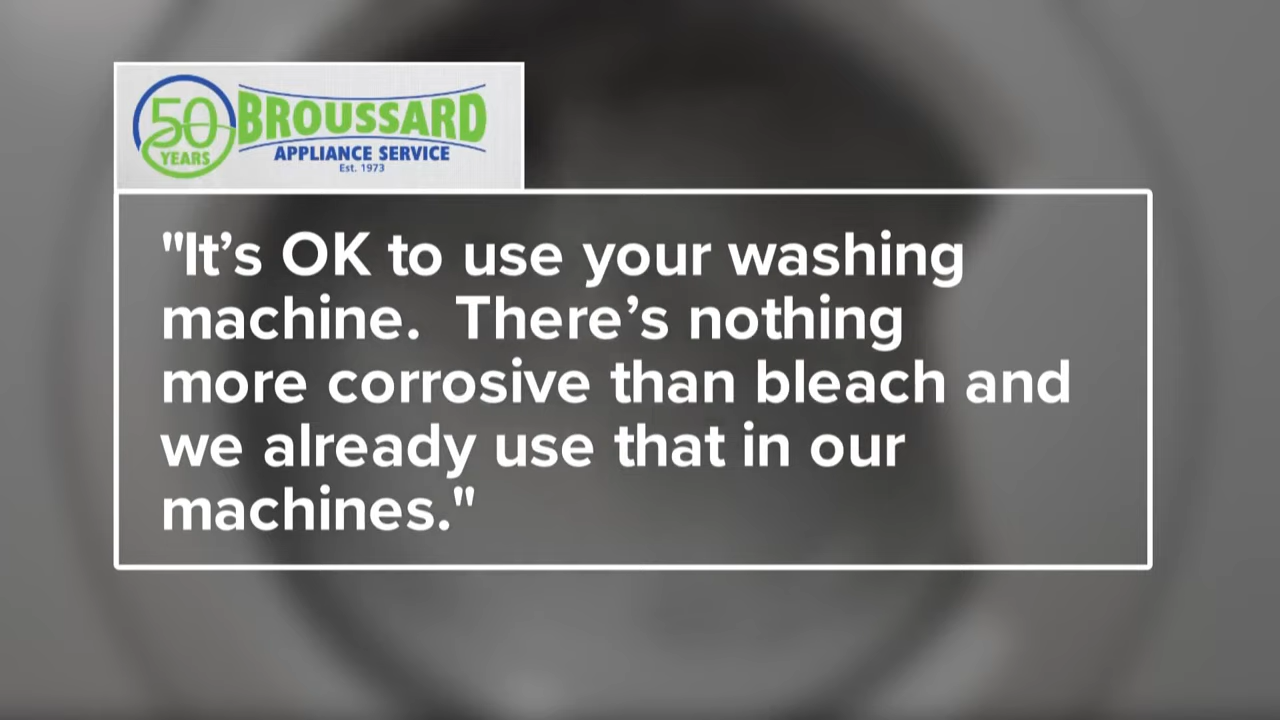 50
YEARS
BROUSSARD
APPLIANCE SERVICE
Est. 1973
"It’s OK to use your washing
machine.  There’s nothing
more corrosive than bleach and
we already use that in our
machines."